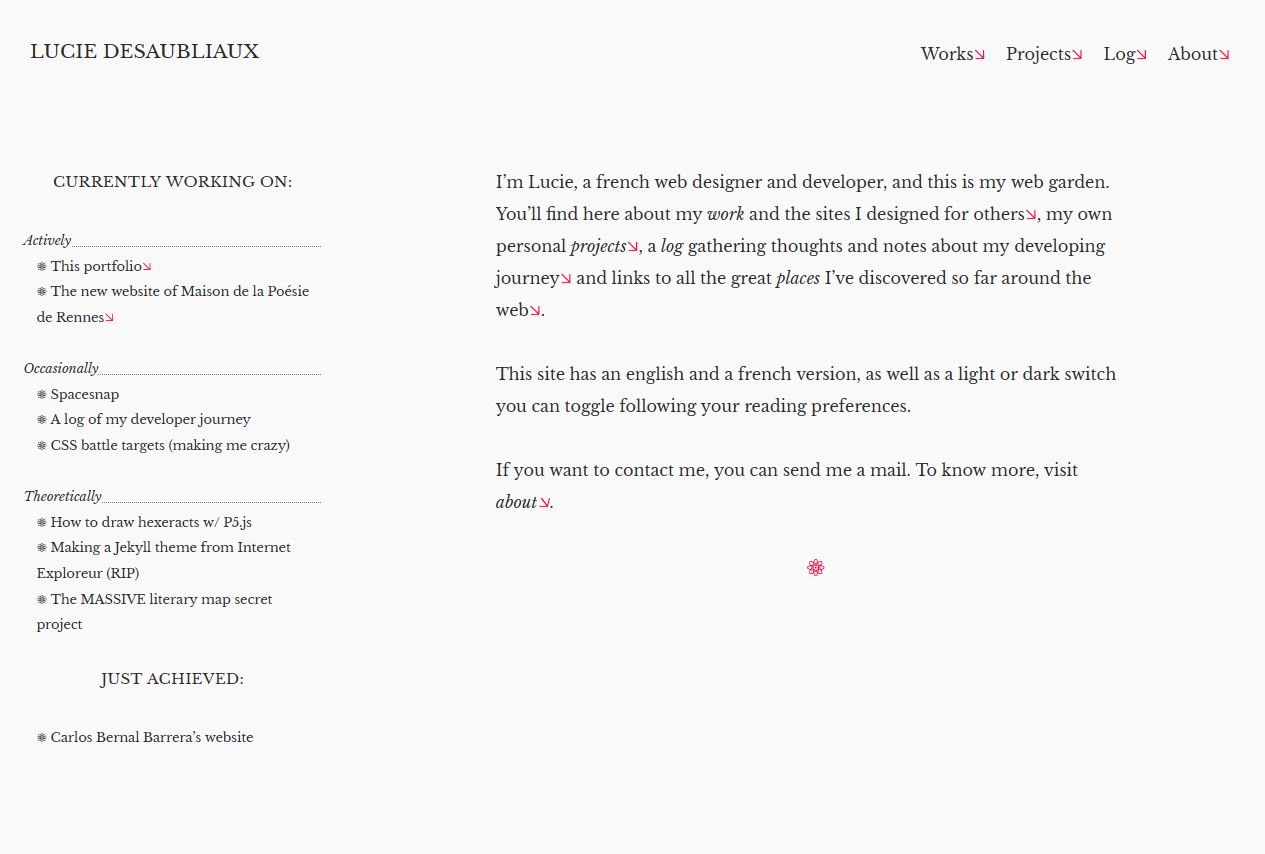 LUCIE DESAUBLIAUX
Works↘ Projects↘ Log↘ About↘
CURRENTLY WORKING ON:
Actively
⚛ This portfolio↘
⚛ The new website of Maison de la Poésie
de Rennes↘
Occasionally
⚛ Spacesnap
⚛ A log of my developer journey
⚛ CSS battle targets (making me crazy)
Theoretically
⚛ How to draw hexeracts w/ P5.js
⚛ Making a Jekyll theme from Internet
Exploreur (RIP)
⚛ The MASSIVE literary map secret
project
JUST ACHIEVED:
⚛ Carlos Bernal Barrera’s website
I’m Lucie, a french web designer and developer, and this is my web garden.
You’ll find here about my work and the sites I designed for others↘, my own
personal projects↘, a log gathering thoughts and notes about my developing
journey↘ and links to all the great places I’ve discovered so far around the
web↘.
This site has an english and a french version, as well as a light or dark switch
you can toggle following your reading preferences.
If you want to contact me, you can send me a mail. To know more, visit
about↘.
⚛